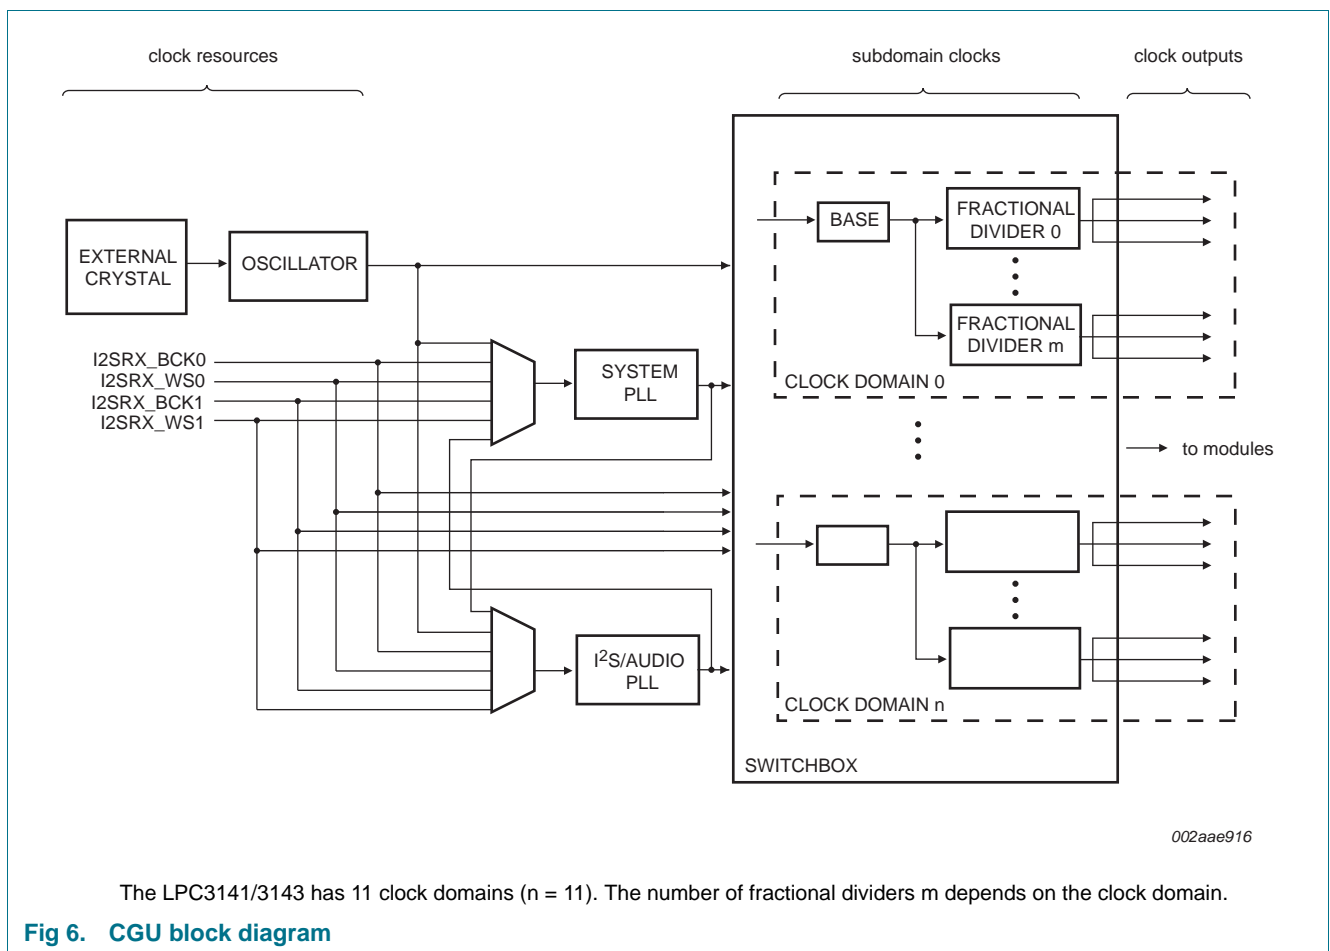 clock resources
subdomain clocks
clock outputs
EXTERNAL
CRYSTAL
OSCILLATOR
BASE
FRACTIONAL
DIVIDER 0
FRACTIONAL
DIVIDER m
CLOCK DOMAIN 0
I2SRX_BCK0
I2SRX_WS0
I2SRX_BCK1
I2SRX_WS1
SYSTEM
PLL
to modules
I2S/AUDIO
PLL
CLOCK DOMAIN n
SWITCHBOX
002aae916
The LPC3141/3143 has 11 clock domains (n = 11). The number of fractional dividers m depends on the clock domain.
Fig 6. CGU block diagram